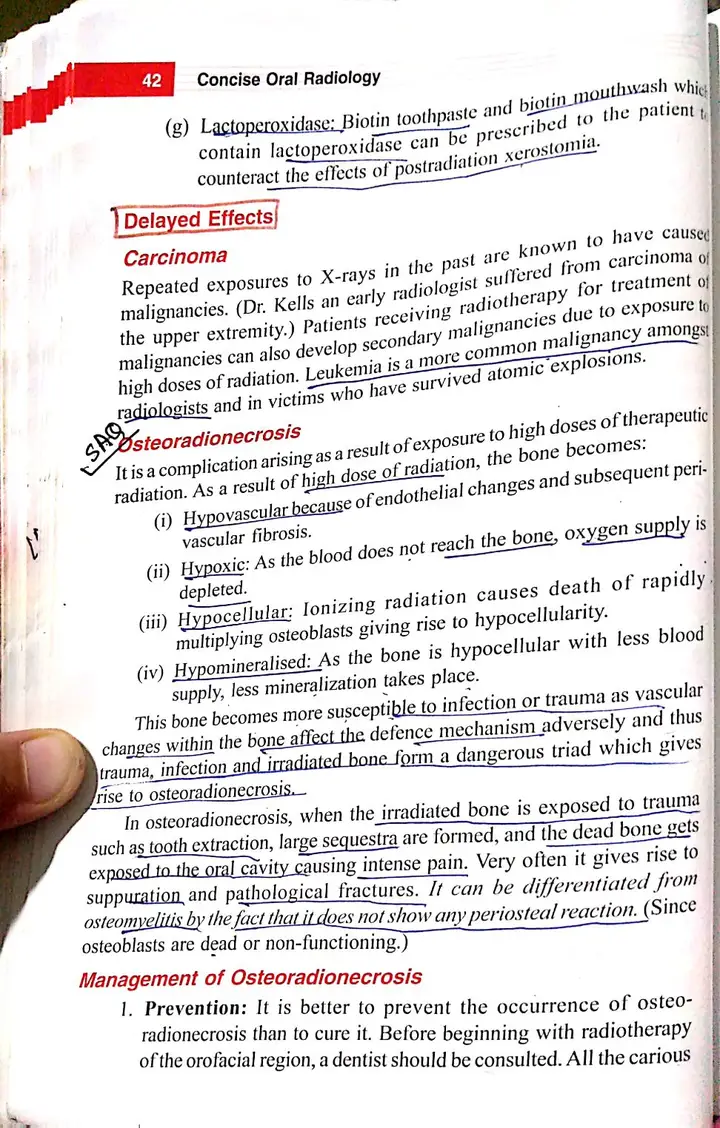 42 Concise Oral Radiology
(g) Lactoperoxidase: Biotin toothpaste and biotin mouthwash whic
contain lactoperoxidase can be prescribed to the patient t
counteract the effects of postradiation xerostomia.
Delayed Effects
Carcinoma
Repeated exposures to X-rays in the past are known to have caused
malignancies. (Dr. Kells an early radiologist suffered from carcinoma of
the upper extremity.) Patients receiving radiotherapy for treatment of
malignancies can also develop secondary malignancies due to exposure to
high doses of radiation. Leukemia is a more common malignancy amongst
radiologists and in victims who have survived atomic explosions.
SAQ
Osteoradionecrosis
It is a complication arising as a result of exposure to high doses of therapeutic
radiation. As a result of high dose of radiation, the bone becomes:
(i) Hypovascular because of endothelial changes and subsequent peri-
vascular fibrosis.
(ii) Hypoxic: As the blood does not reach the bone, oxygen supply is
depleted.
(iii) Hypocellular: Ionizing radiation causes death of rapidly
multiplying osteoblasts giving rise to hypocellularity.
(iv) Hypomineralised: As the bone is hypocellular with less blood
supply, less mineralization takes place.
This bone becomes more susceptible to infection or trauma as vascular
changes within the bone affect the defence mechanism adversely and thus
trauma, infection and irradiated bone form a dangerous triad which gives
rise to osteoradionecrosis.
In osteoradionecrosis, when the irradiated bone is exposed to trauma
such as tooth extraction, large sequestra are formed, and the dead bone gets
exposed to the oral cavity causing intense pain. Very often it gives rise to
suppuration and pathological fractures. It can be differentiated from
osteomyelitis by the fact that it does not show any periosteal reaction. (Since
osteoblasts are dead or non-functioning.)
Management of Osteoradionecrosis
1. Prevention: It is better to prevent the occurrence of osteo-
radionecrosis than to cure it. Before beginning with radiotherapy
of the orofacial region, a dentist should be consulted. All the carious